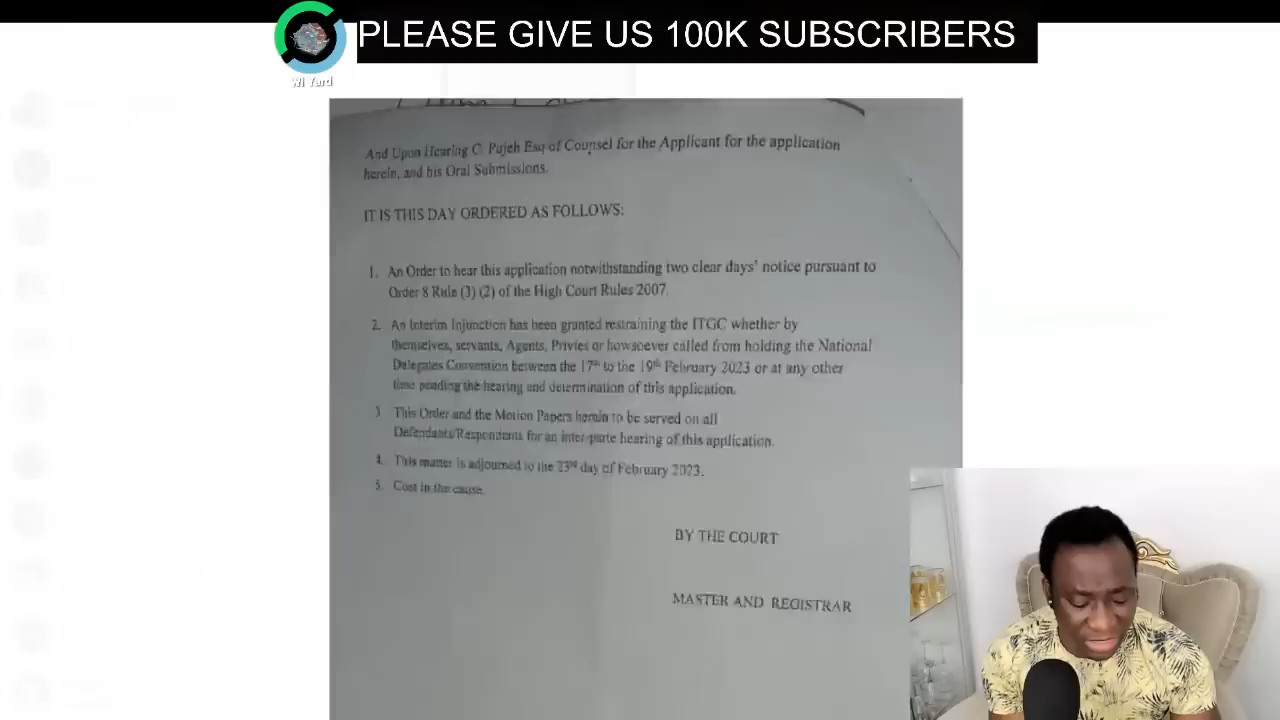 PLEASE GIVE US 100K SUBSCRIBERS
Wi Yard
And Upon Hearing C. Pujeh Esq of Counsel for the Applicant for the application
herein, and his Oral Submissions.
IT IS THIS DAY ORDERED AS FOLLOWS:
1. An Order to hear this application notwithstanding two clear days' notice pursuant to
Order 8 Rule (3) (2) of the High Court Rules 2007.
2. An Interim Injunction has been granted restraining the ITGC whether by
themselves, servants, Agents, Privies or howsoever called from holding the National
Delegates Convention between the 17th to the 19th February 2023 or at any other
time pending the hearing and determination of this application.
3 This Order and the Motion Papers herein to be served on all
Defendants/Respondents for an inter-parte hearing of this application.
4. This matter is adjourned to the 23rd day of February 2023.
5. Cost in the cause.
BY THE COURT
MASTER AND REGISTRAR